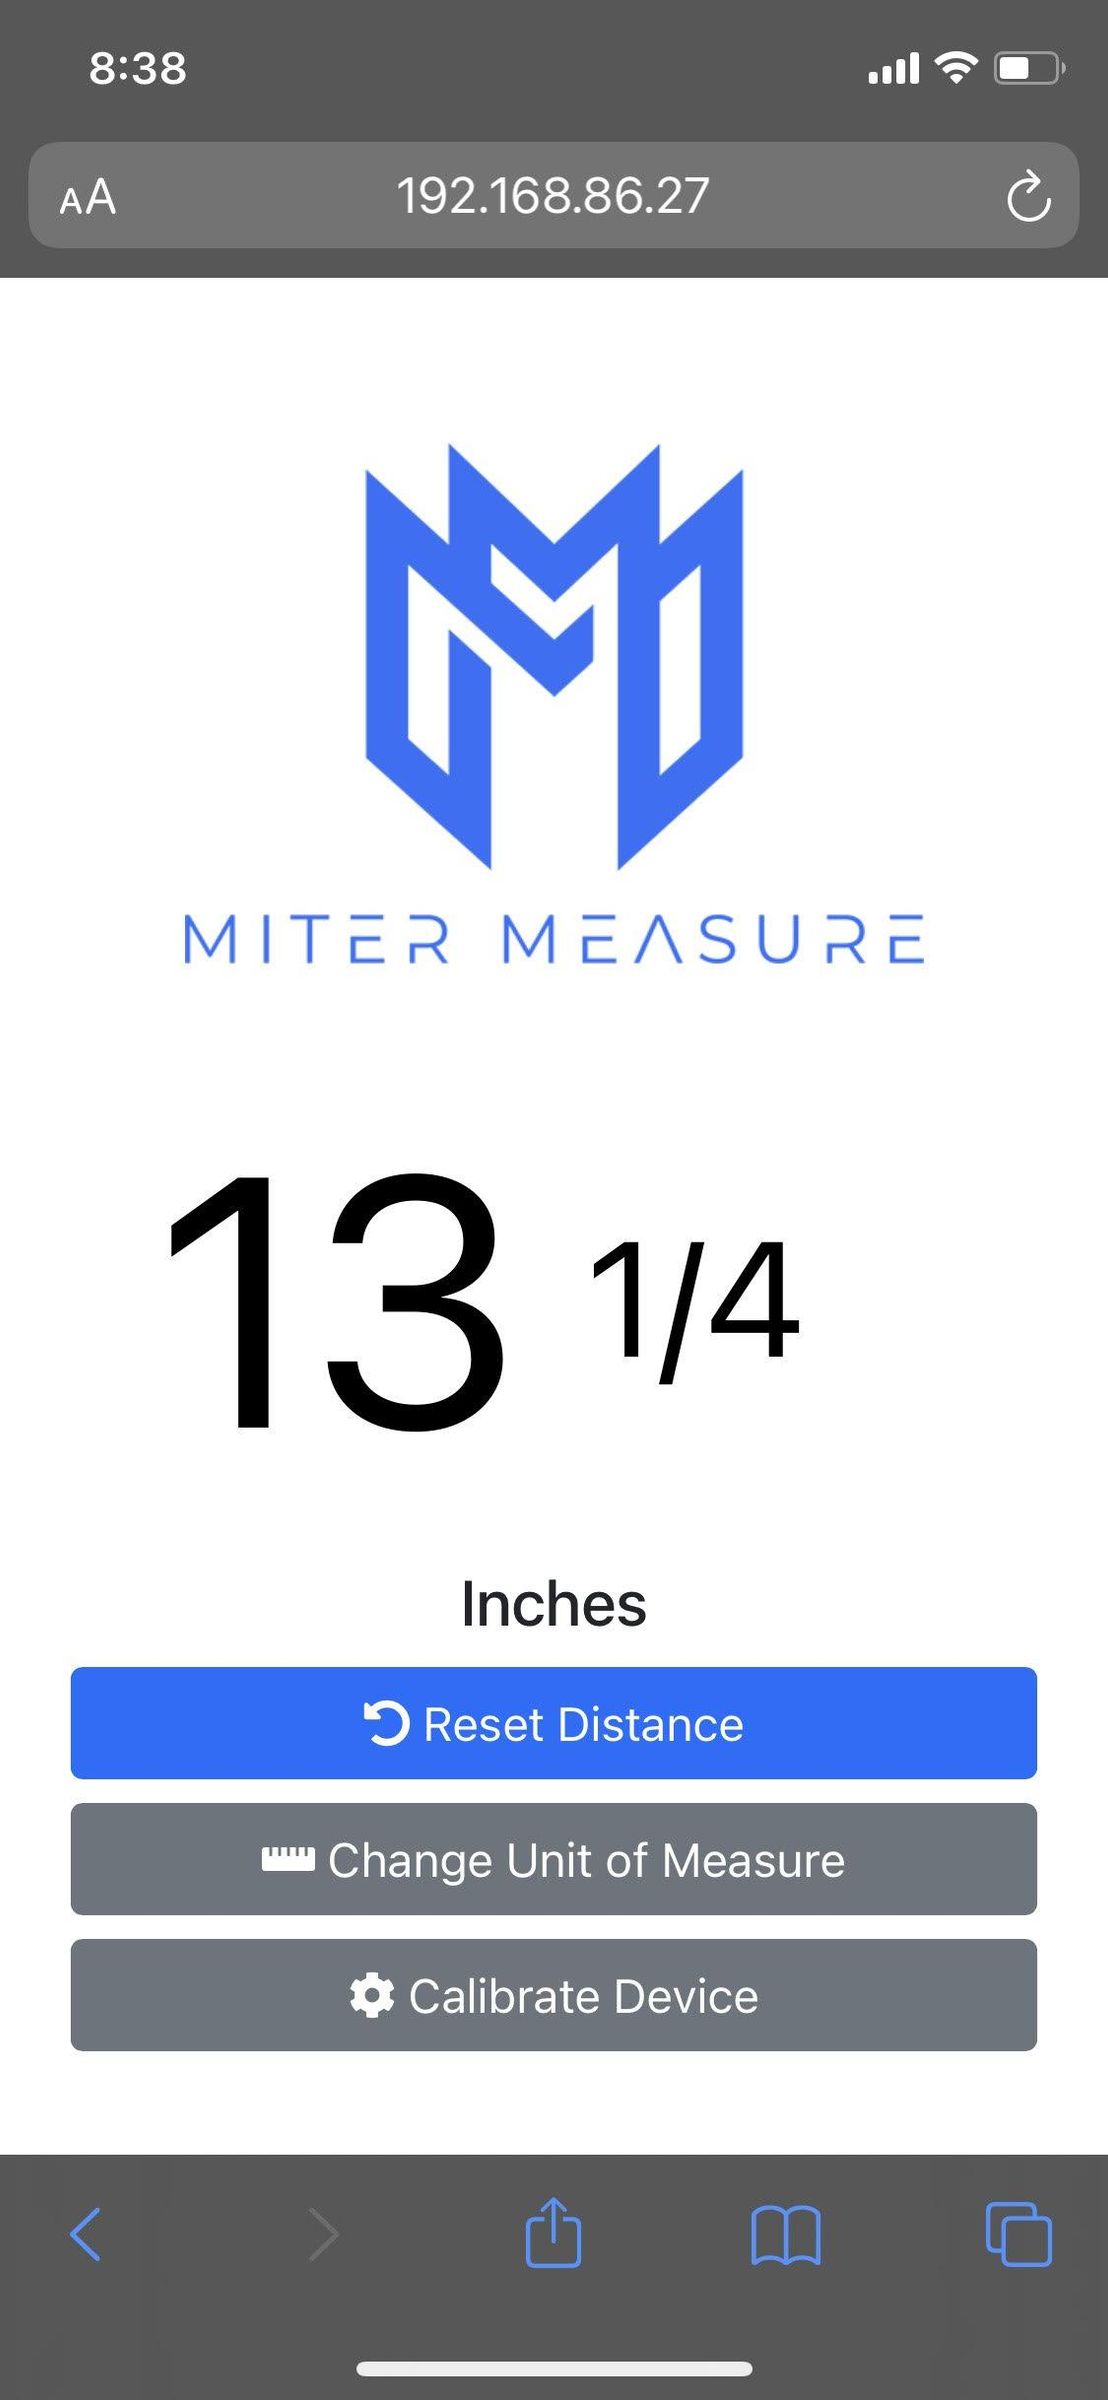 8:38
AA 192.168.86.27
MITER MEASURE
13 1/4
Inches
Reset Distance
Change Unit of Measure
Calibrate Device